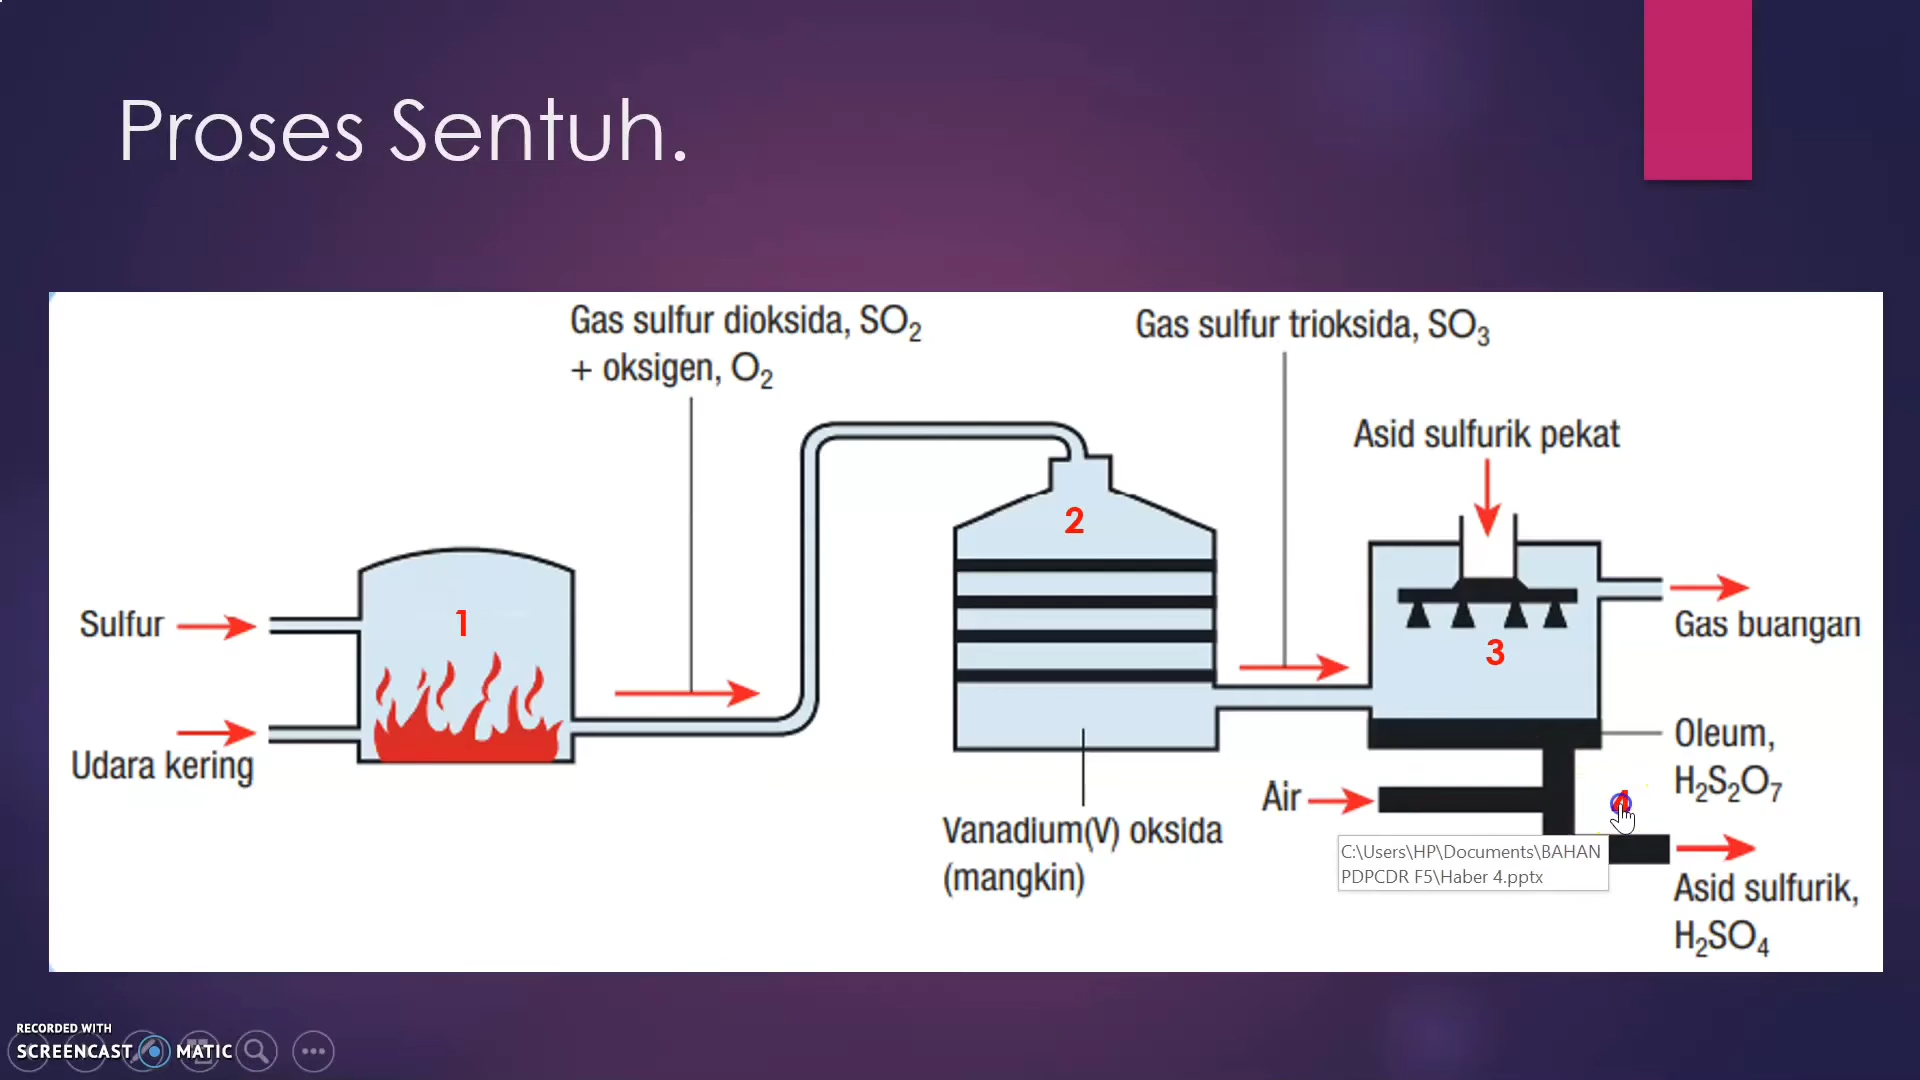 Proses Sentuh.
Gas sulfur dioksida, SO₂
+ oksigen, O₂
Gas sulfur trioksida, SO₃
Asid sulfurik pekat
2
Sulfur
1
Gas buangan
3
Udara kering
Oleum,
H₂S₂O₇
Air
4
Vanadium(V) oksida
(mangkin)
C:\Users\HP\Documents\BAHAN
PDPCDR F5\Haber 4.pptx
Asid sulfurik,
H₂SO₄
RECORDED WITH
SCREENCAST MATIC